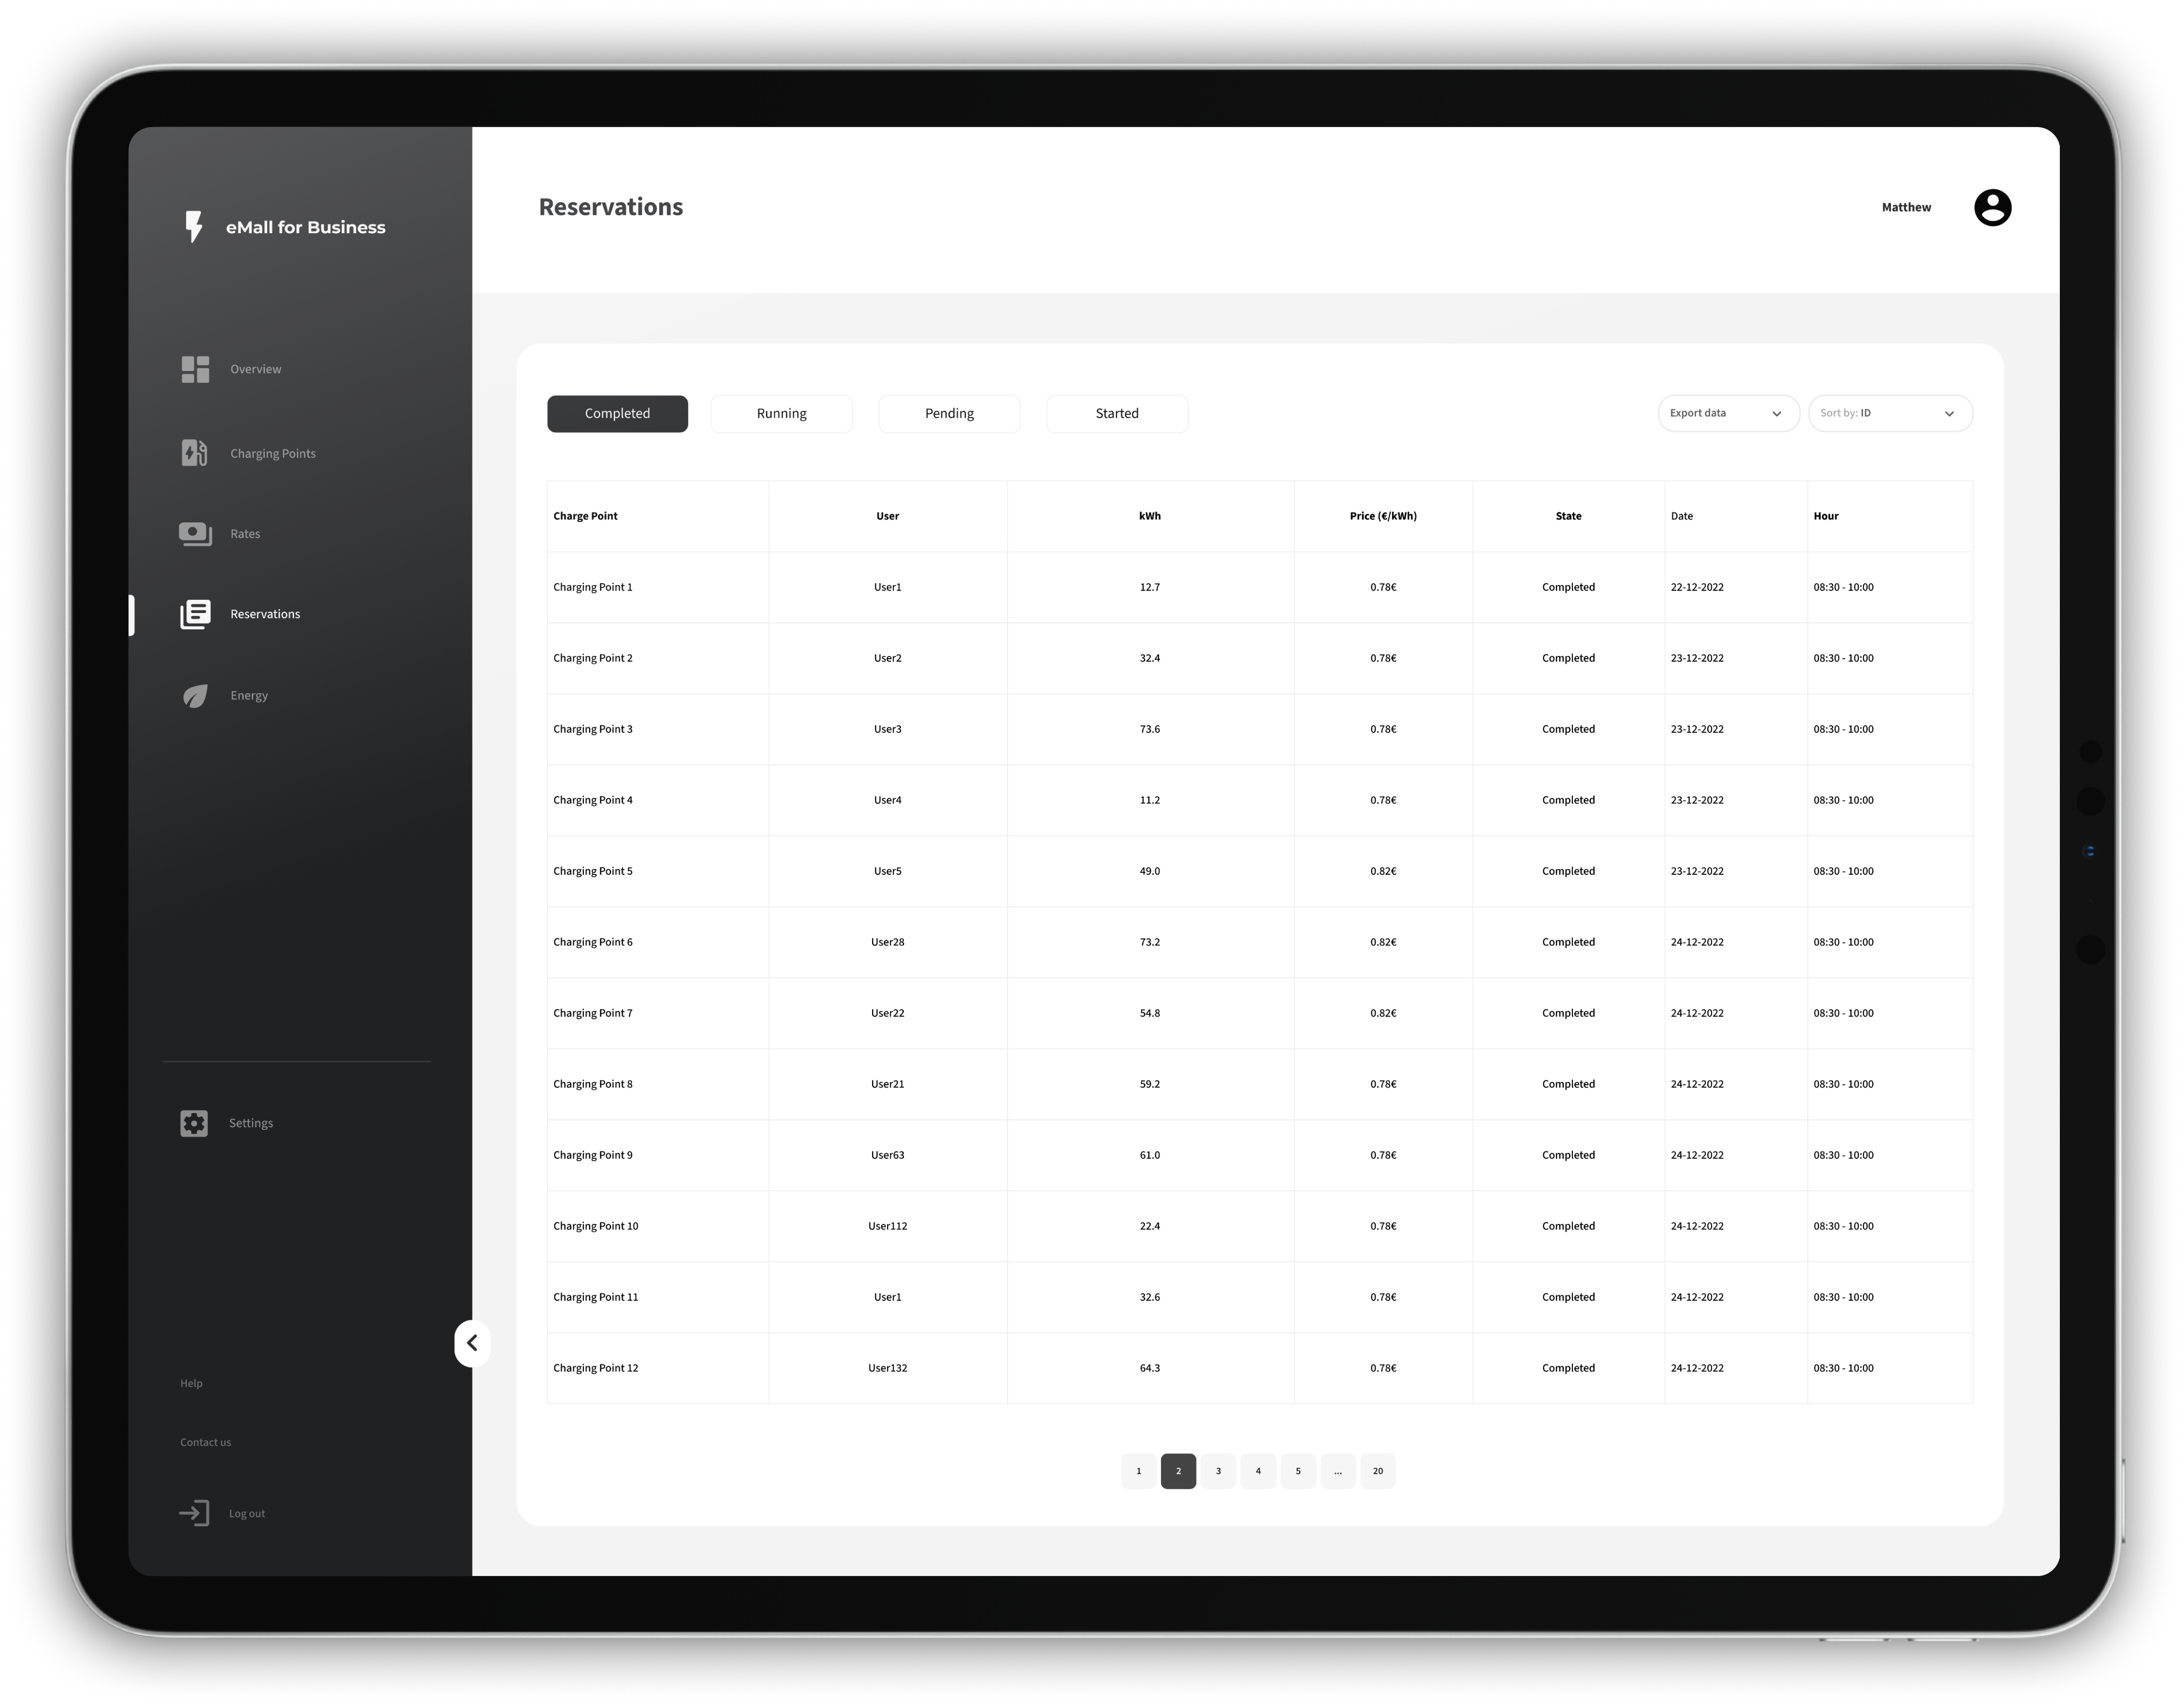 eMall for Business
Overview
Charging Points
Rates
Reservations
Energy
Settings
Help
Contact us
Log out
Reservations
Matthew
Completed Running Pending Started Export data Sort by: ID
Charge Point User kWh Price (€/kWh) State Date Hour
Charging Point 1 User1 12.7 0.78€ Completed 22-12-2022 08:30 - 10:00
Charging Point 2 User2 32.4 0.78€ Completed 23-12-2022 08:30 - 10:00
Charging Point 3 User3 73.6 0.78€ Completed 23-12-2022 08:30 - 10:00
Charging Point 4 User4 11.2 0.78€ Completed 23-12-2022 08:30 - 10:00
Charging Point 5 User5 49.0 0.82€ Completed 23-12-2022 08:30 - 10:00
Charging Point 6 User28 73.2 0.82€ Completed 24-12-2022 08:30 - 10:00
Charging Point 7 User22 54.8 0.82€ Completed 24-12-2022 08:30 - 10:00
Charging Point 8 User21 59.2 0.78€ Completed 24-12-2022 08:30 - 10:00
Charging Point 9 User63 61.0 0.78€ Completed 24-12-2022 08:30 - 10:00
Charging Point 10 User112 22.4 0.78€ Completed 24-12-2022 08:30 - 10:00
Charging Point 11 User1 32.6 0.78€ Completed 24-12-2022 08:30 - 10:00
Charging Point 12 User132 64.3 0.78€ Completed 24-12-2022 08:30 - 10:00
1 2 3 4 5 ... 20